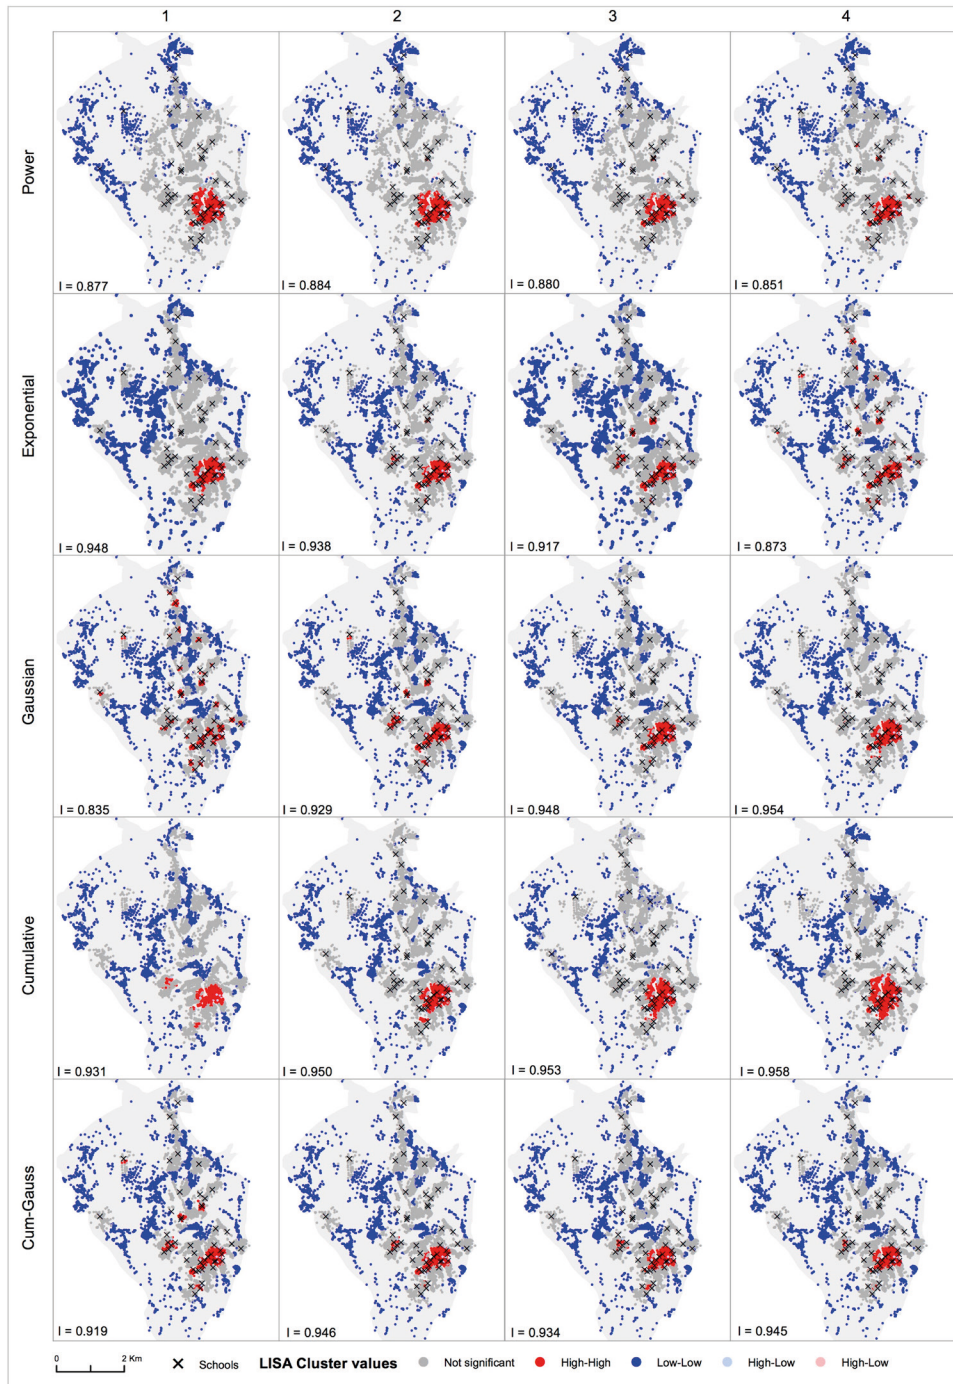 1 2 3 4
Power
I = 0.877 I = 0.884 I = 0.880 I = 0.851
Exponential
I = 0.948 I = 0.938 I = 0.917 I = 0.873
Gaussian
I = 0.835 I = 0.929 I = 0.948 I = 0.954
Cumulative
I = 0.931 I = 0.950 I = 0.953 I = 0.958
Cum-Gauss
I = 0.919 I = 0.946 I = 0.934 I = 0.945
0 2 Km Schools LISA Cluster values Not significant High-High Low-Low High-Low High-Low